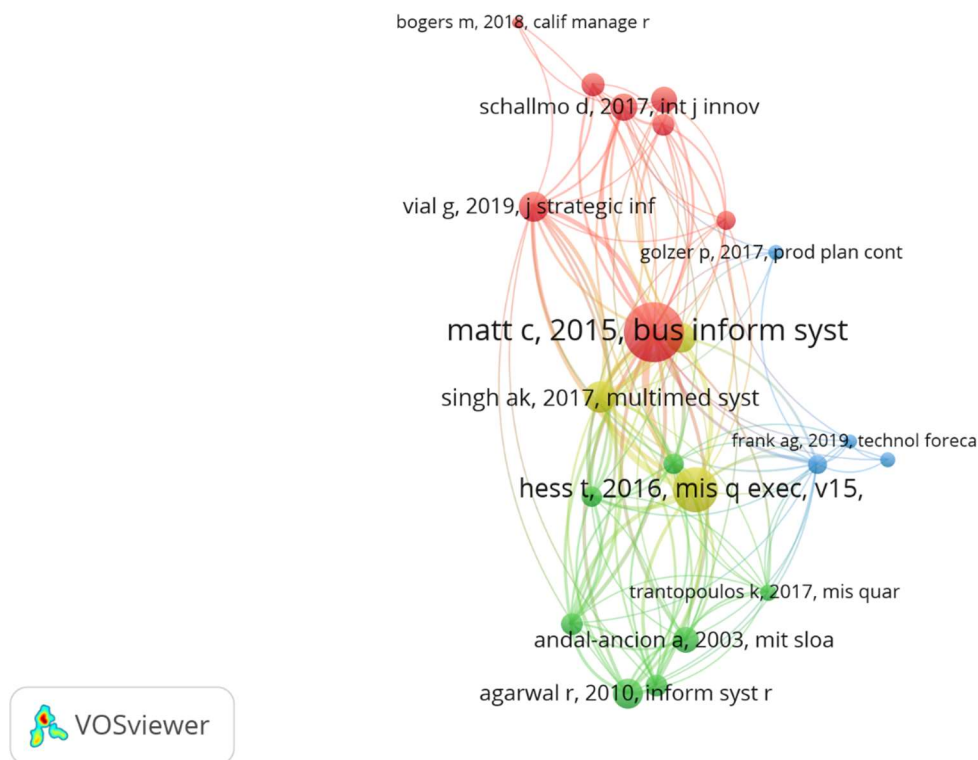 bogers m, 2018, calif manage r
schallmo d, 2017, int j innov
vial g, 2019, j strategic inf
golzer p, 2017, prod plan cont
matt c, 2015, bus inform syst
singh ak, 2017, multimed syst
frank ag, 2019, technol foreca
hess t, 2016, mis q exec, v15,
trantopoulos k, 2017, mis quar
andal-ancion a, 2003, mit sloa
agarwal r, 2010, inform syst r
VOSviewer